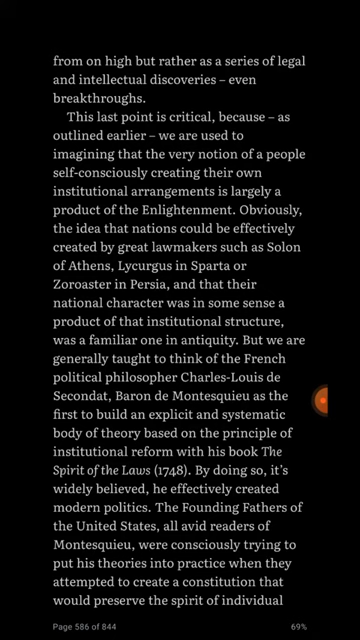 from on high but rather as a series of legal
and intellectual discoveries – even
breakthroughs.
This last point is critical, because – as
outlined earlier – we are used to
imagining that the very notion of a people
self-consciously creating their own
institutional arrangements is largely a
product of the Enlightenment. Obviously,
the idea that nations could be effectively
created by great lawmakers such as Solon
of Athens, Lycurgus in Sparta or
Zoroaster in Persia, and that their
national character was in some sense a
product of that institutional structure,
was a familiar one in antiquity. But we are
generally taught to think of the French
political philosopher Charles-Louis de
Secondat, Baron de Montesquieu as the
first to build an explicit and systematic
body of theory based on the principle of
institutional reform with his book The
Spirit of the Laws (1748). By doing so, it’s
widely believed, he effectively created
modern politics. The Founding Fathers of
the United States, all avid readers of
Montesquieu, were consciously trying to
put his theories into practice when they
attempted to create a constitution that
would preserve the spirit of individual
Page 586 of 844 69%